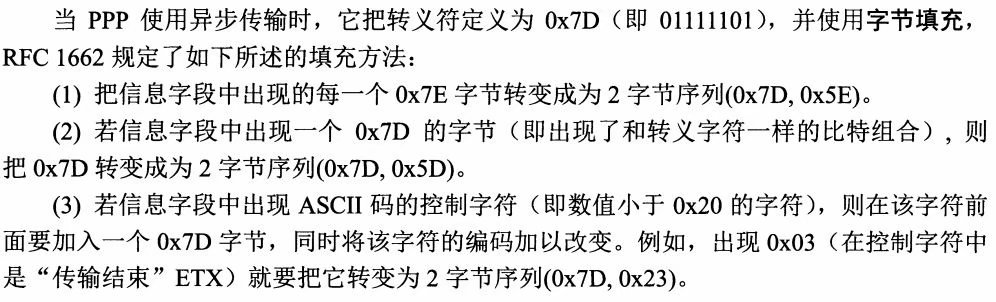 当 PPP 使用异步传输时，它把转义符定义为 0x7D（即 01111101），并使用字节填充，
RFC 1662 规定了如下所述的填充方法：
(1) 把信息字段中出现的每一个 0x7E 字节转变成为 2 字节序列(0x7D, 0x5E)。
(2) 若信息字段中出现一个 0x7D 的字节（即出现了和转义字符一样的比特组合）, 则
把 0x7D 转变成为 2 字节序列(0x7D, 0x5D)。
(3) 若信息字段中出现 ASCII 码的控制字符（即数值小于 0x20 的字符），则在该字符前
面要加入一个 0x7D 字节，同时将该字符的编码加以改变。例如，出现 0x03（在控制字符中
是“传输结束”ETX）就要把它转变为 2 字节序列(0x7D, 0x23)。